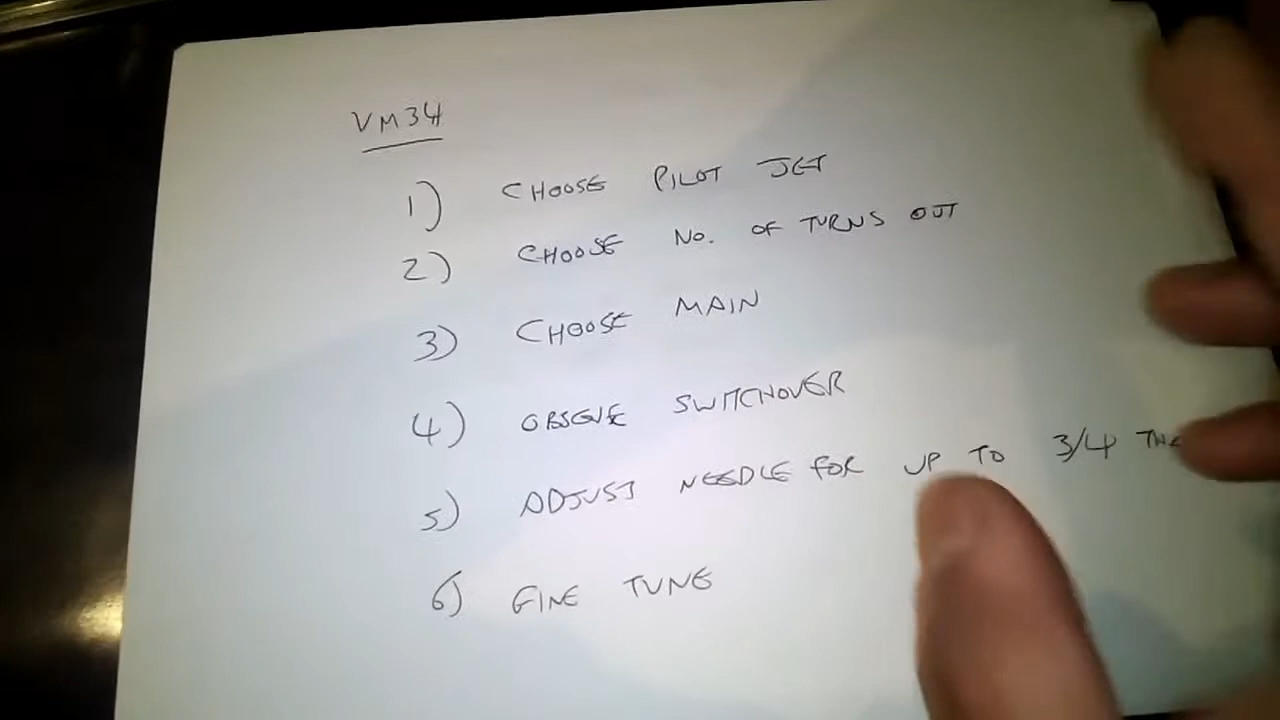 VM34
1) CHOOSE PILOT JET
2) CHOOSE No. OF TURNS OUT
3) CHOOSE MAIN
4) OBSERVE SWITCHOVER
5) ADJUST NEEDLE FOR UP TO 3/4
6) FINE TUNE